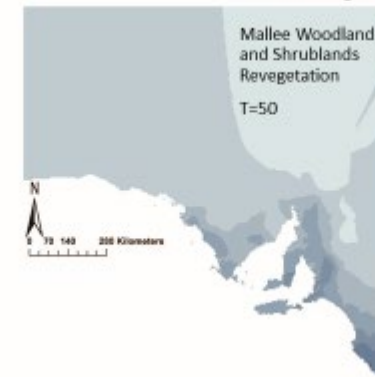 Mallee Woodland
and Shrublands
Revegetation
T=50
N
0 70 140 280 Kilometers